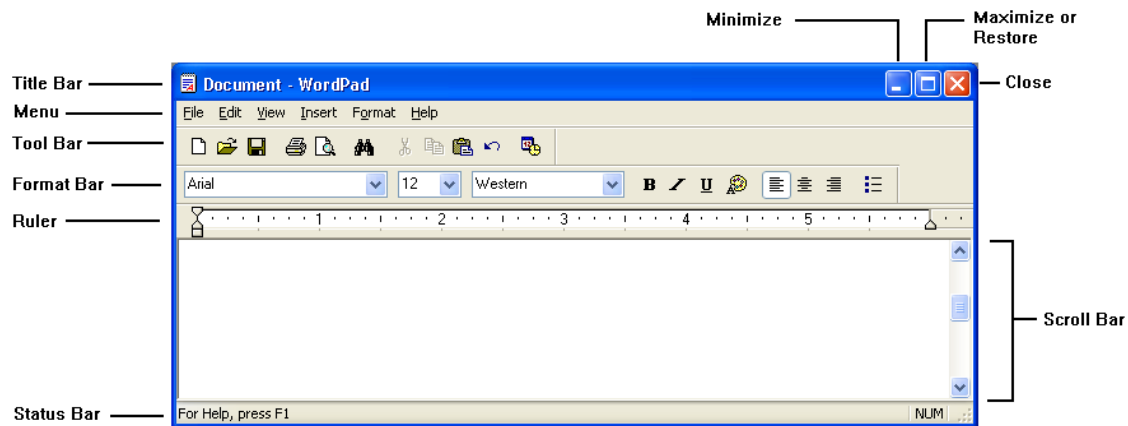 Minimize
Maximize or
Restore
Title Bar
Document - WordPad
Close
Menu
File Edit View Insert Format Help
Tool Bar
Format Bar
Arial
12
Western
B I U
Ruler
1 2 3 4 5
Scroll Bar
Status Bar
For Help, press F1
NUM